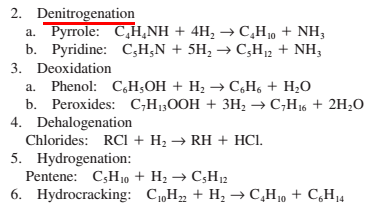 2. Denitrogenation
a. Pyrrole: C₄H₄NH + 4H₂ → C₄H₁₀ + NH₃
b. Pyridine: C₅H₅N + 5H₂ → C₅H₁₂ + NH₃
3. Deoxidation
a. Phenol: C₆H₅OH + H₂ → C₆H₆ + H₂O
b. Peroxides: C₇H₁₃OOH + 3H₂ → C₇H₁₆ + 2H₂O
4. Dehalogenation
Chlorides: RCl + H₂ → RH + HCl.
5. Hydrogenation:
Pentene: C₅H₁₀ + H₂ → C₅H₁₂
6. Hydrocracking: C₁₀H₂₂ + H₂ → C₄H₁₀ + C₆H₁₄